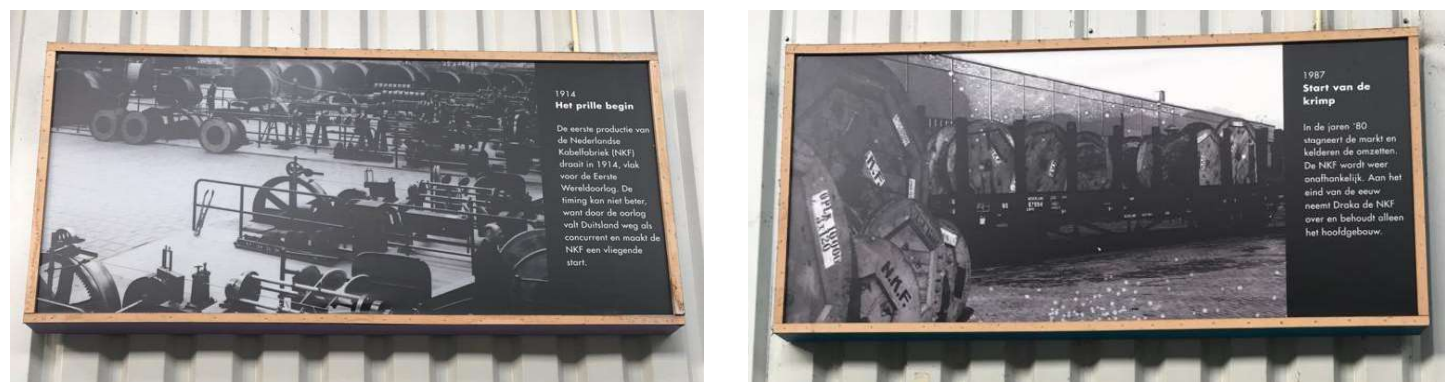 1914
Het prille begin
De eerste productie van
de Nederlandse
Kabelfabriek (NKF)
draait in 1914, vlak
voor de Eerste
Wereldoorlog. De
timing kan niet beter,
want door de oorlog
valt Duitsland weg als
concurrent en maakt de
NKF een vliegende
start.
1987
Start van de
krimp
In de jaren '80
stagneert de markt en
kelderen de omzetten.
De NKF wordt weer
onafhankelijk. Aan het
eind van de eeuw
neemt Draka de NKF
over en behoudt alleen
het hoofdgebouw.
N.M.F.